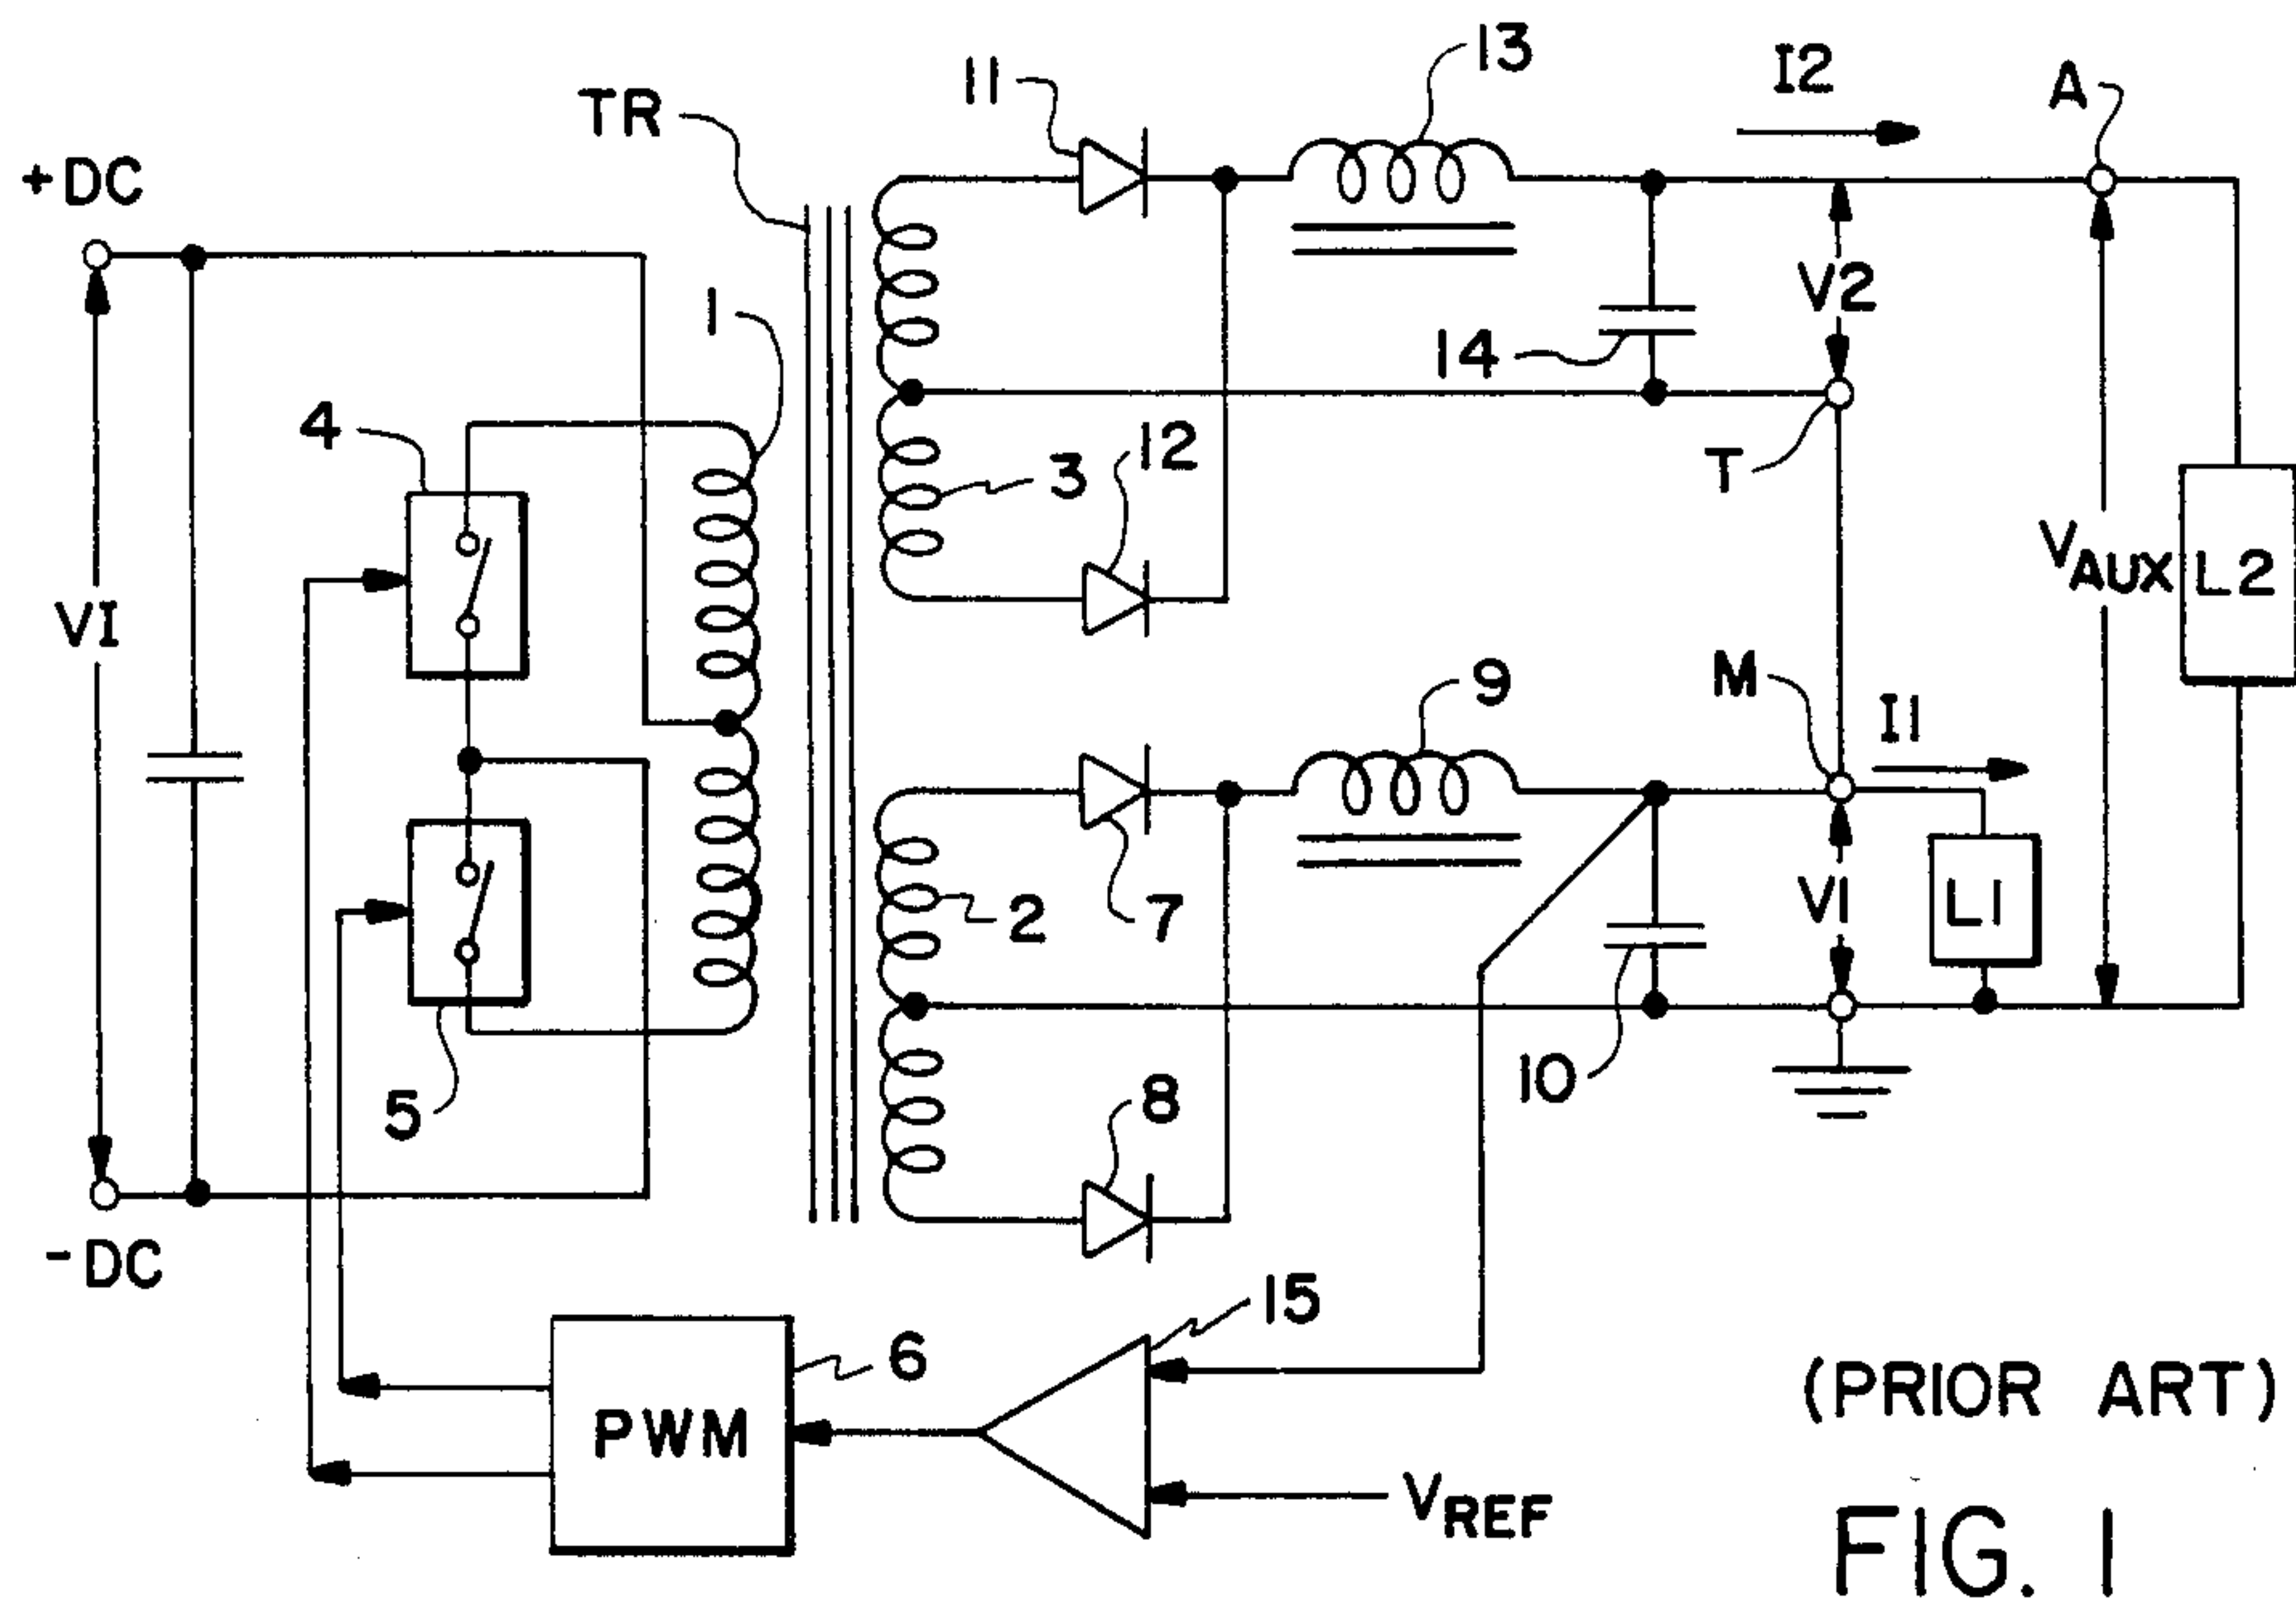 13
I2
11
A
TR
+DC
V2
1
14
4
12
T
3
VAUX
L2
VI
M
9
I1
V1
L1
2
7
10
8
5
-DC
15
6
(PRIOR ART)
PWM
VREF
FIG. 1